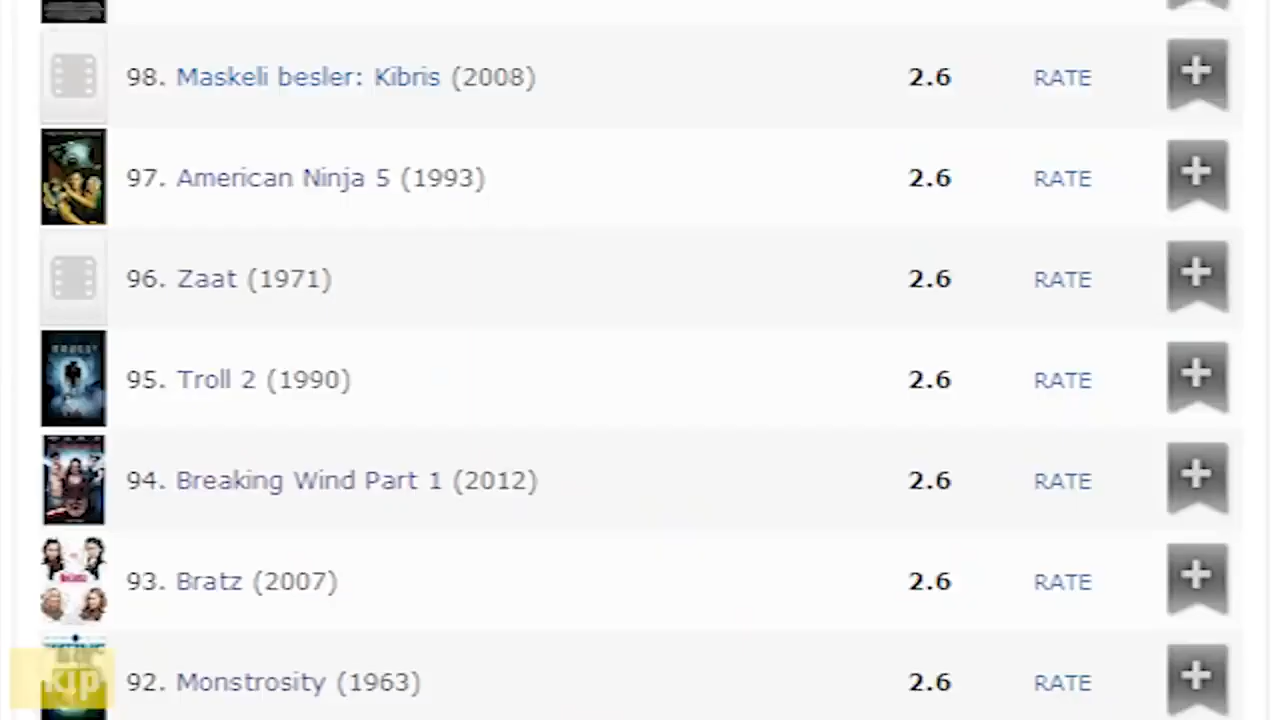 98. Maskeli besler: Kibris (2008) 2.6 RATE
97. American Ninja 5 (1993) 2.6 RATE
96. Zaat (1971) 2.6 RATE
95. Troll 2 (1990) 2.6 RATE
94. Breaking Wind Part 1 (2012) 2.6 RATE
93. Bratz (2007) 2.6 RATE
92. Monstrosity (1963) 2.6 RATE